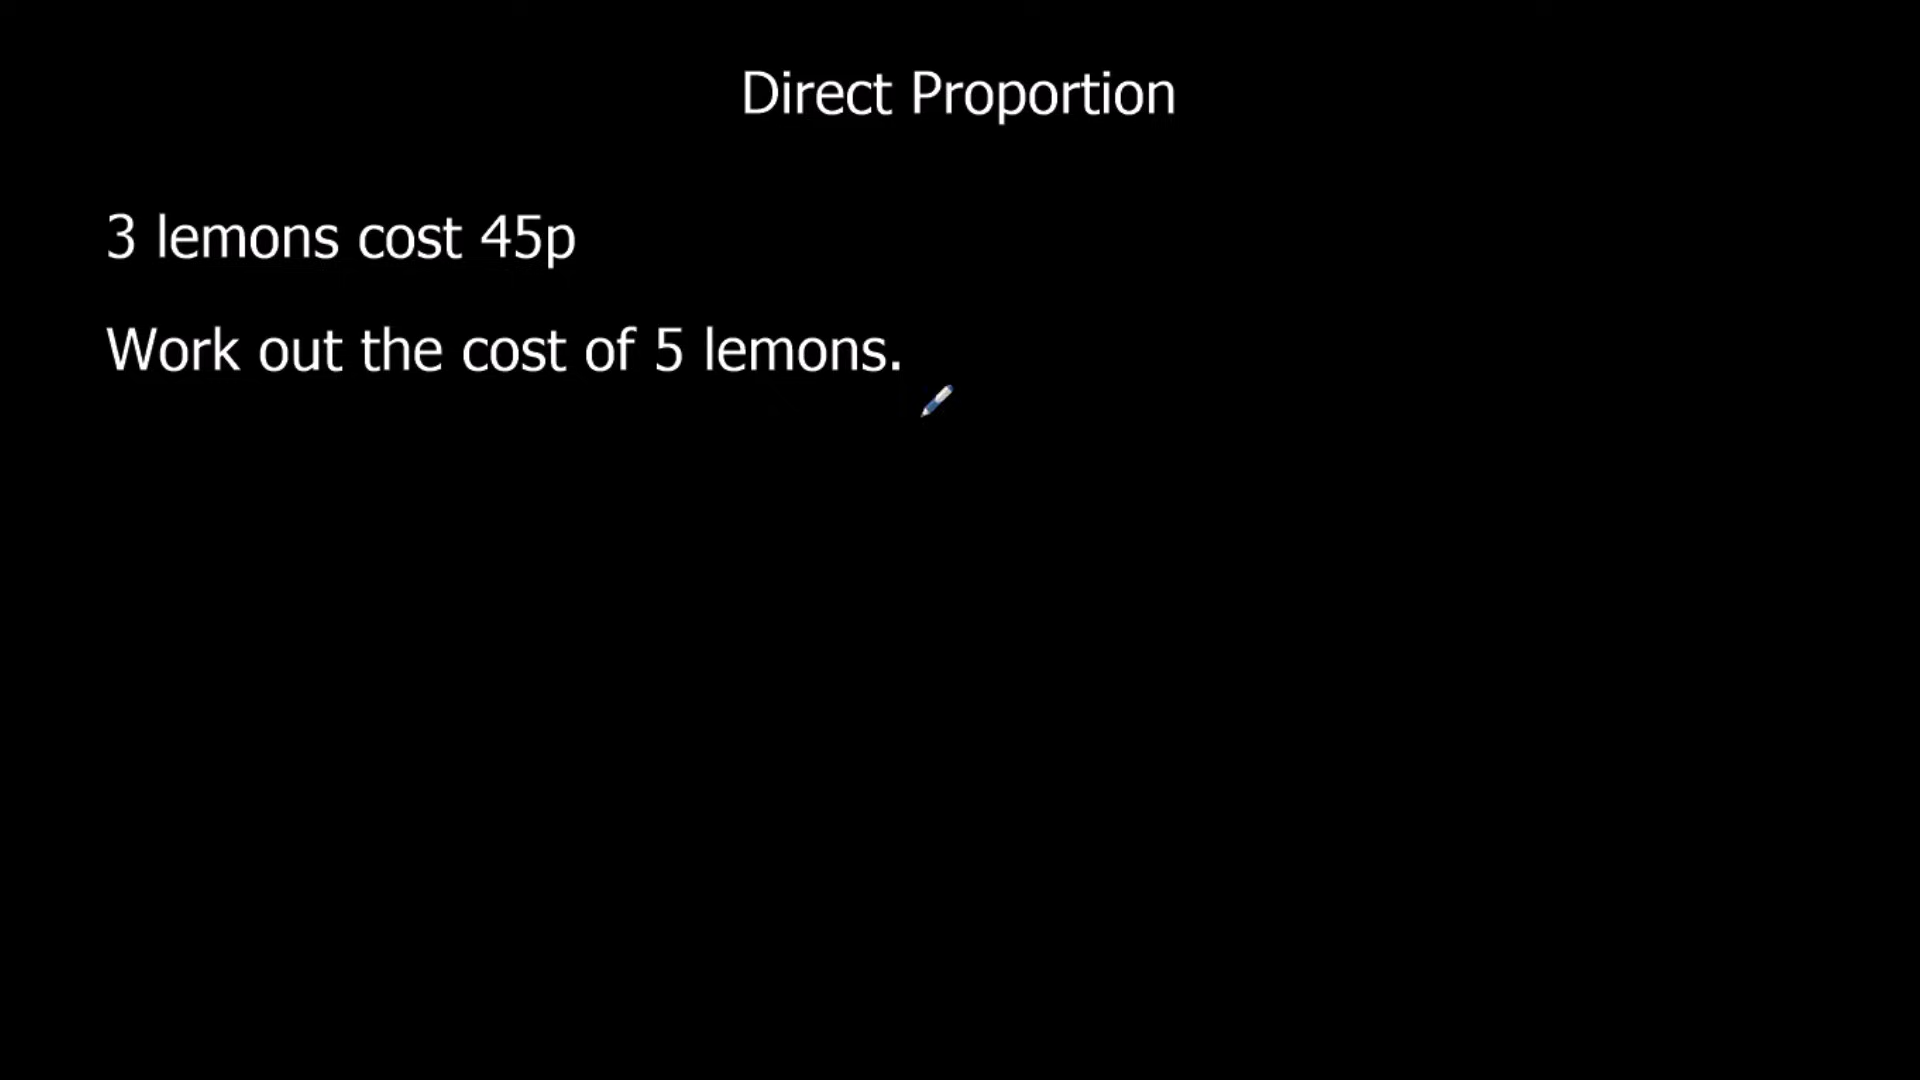 Direct Proportion
3 lemons cost 45p
Work out the cost of 5 lemons.